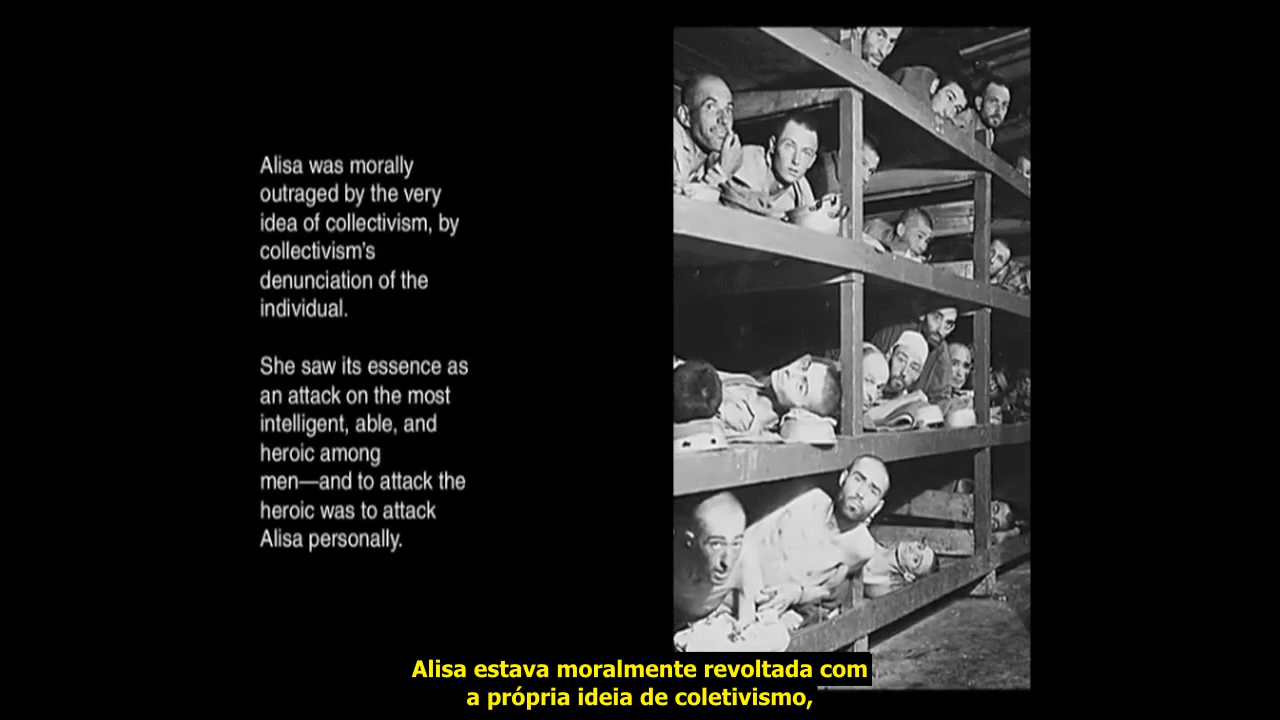 Alisa was morally
outraged by the very
idea of collectivism, by
collectivism's
denunciation of the
individual.
She saw its essence as
an attack on the most
intelligent, able, and
heroic among
men—and to attack the
heroic was to attack
Alisa personally.
Alisa estava moralmente revoltada com
a própria ideia de coletivismo,